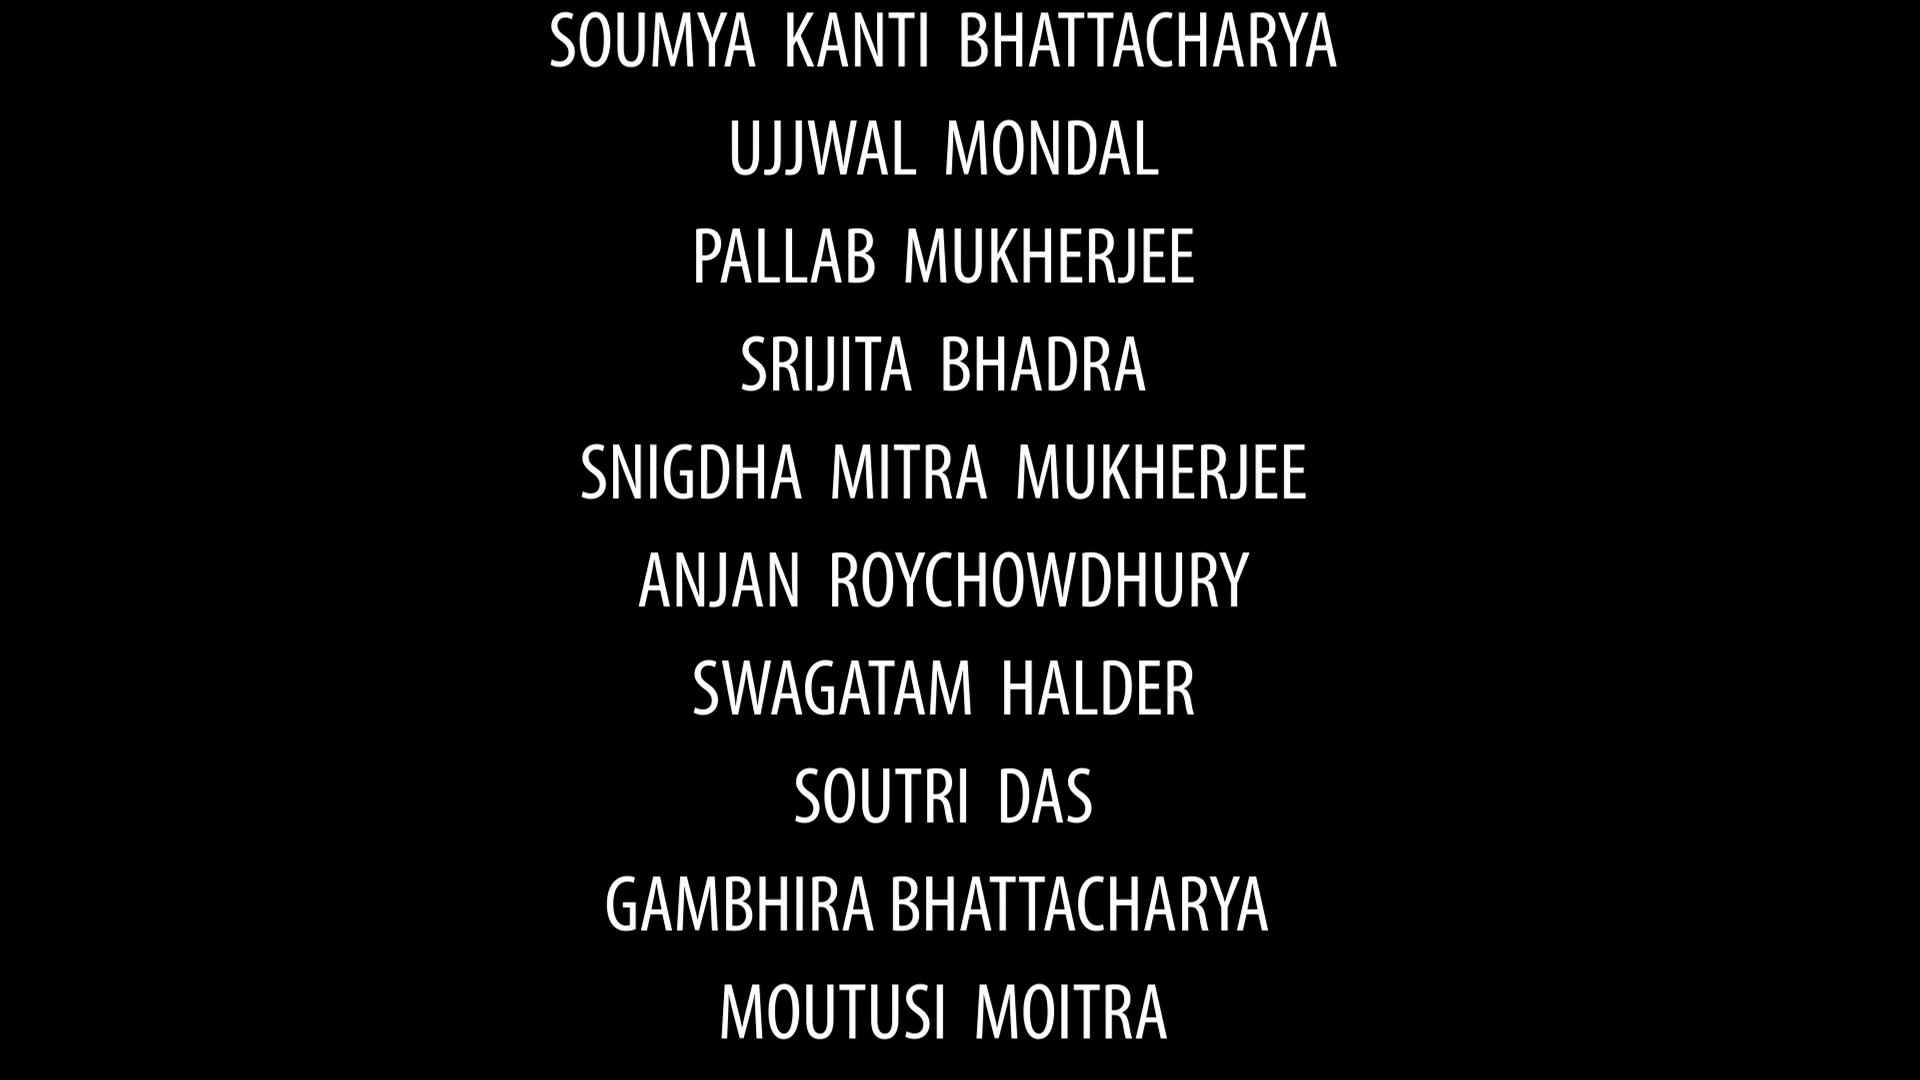 SOUMYA KANTI BHATTACHARYA
UJJWAL MONDAL
PALLAB MUKHERJEE
SRIJITA BHADRA
SNIGDHA MITRA MUKHERJEE
ANJAN ROYCHOWDHURY
SWAGATAM HALDER
SOUTRI DAS
GAMBHIRA BHATTACHARYA
MOUTUSI MOITRA